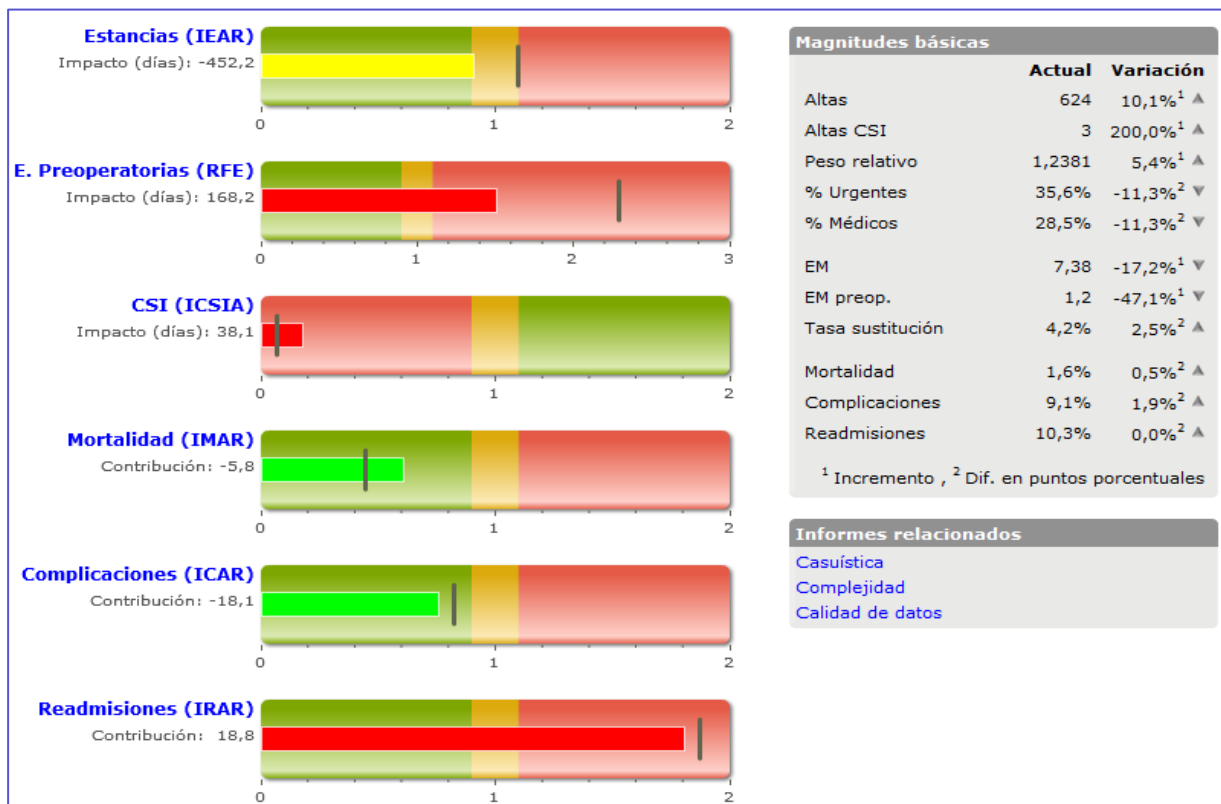 Estancias (IEAR)
Impacto (días): -452,2
0 1 2
E. Preoperatorias (RFE)
Impacto (días): 168,2
0 1 2 3
CSI (ICSIA)
Impacto (días): 38,1
0 1 2
Mortalidad (IMAR)
Contribución: -5,8
0 1 2
Complicaciones (ICAR)
Contribución: -18,1
0 1 2
Readmisiones (IRAR)
Contribución: 18,8
0 1 2
Magnitudes básicas
Actual Variación
Altas 624 10,1%¹ ▲
Altas CSI 3 200,0%¹ ▲
Peso relativo 1,2381 5,4%¹ ▲
% Urgentes 35,6% -11,3%² ▼
% Médicos 28,5% -11,3%² ▼
EM 7,38 -17,2%¹ ▼
EM preop. 1,2 -47,1%¹ ▼
Tasa sustitución 4,2% 2,5%² ▲
Mortalidad 1,6% 0,5%² ▲
Complicaciones 9,1% 1,9%² ▲
Readmisiones 10,3% 0,0%² ▲
¹ Incremento , ² Dif. en puntos porcentuales
Informes relacionados
Casuística
Complejidad
Calidad de datos